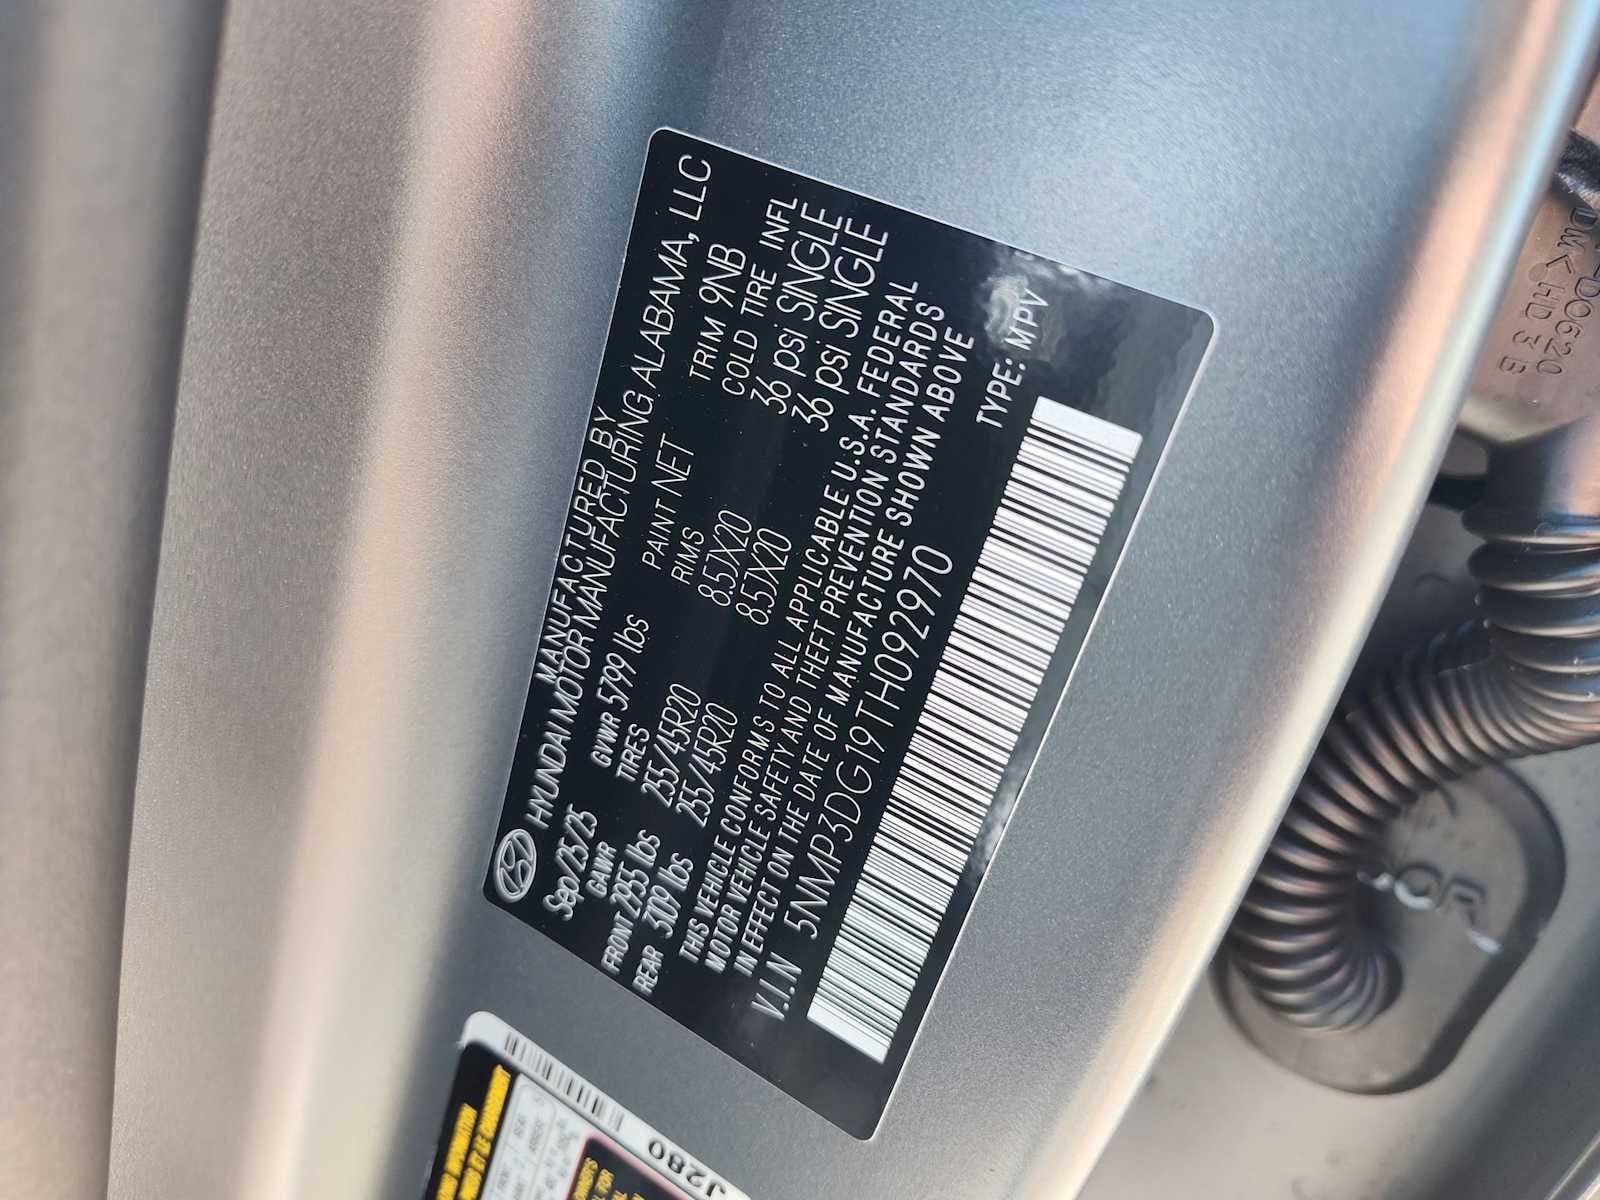 MANUFACTURED BY
HYUNDAI MOTOR MANUFACTURING ALABAMA, LLC
Sep/25/25 GVWR 5799 lbs PAINT NET TRIM 9NB
GAWR TIRES RIMS COLD TIRE INFL
FRONT 2955 lbs 255/45R20 8.5JX20 36 psi SINGLE
REAR 3109 lbs 255/45R20 8.5JX20 36 psi SINGLE
THIS VEHICLE CONFORMS TO ALL APPLICABLE U.S.A. FEDERAL
MOTOR VEHICLE SAFETY AND THEFT PREVENTION STANDARDS
IN EFFECT ON THE DATE OF MANUFACTURE SHOWN ABOVE
V.I.N 5NMP3DG19TH092970 TYPE: MPV
J280
D0620
HD 3 B